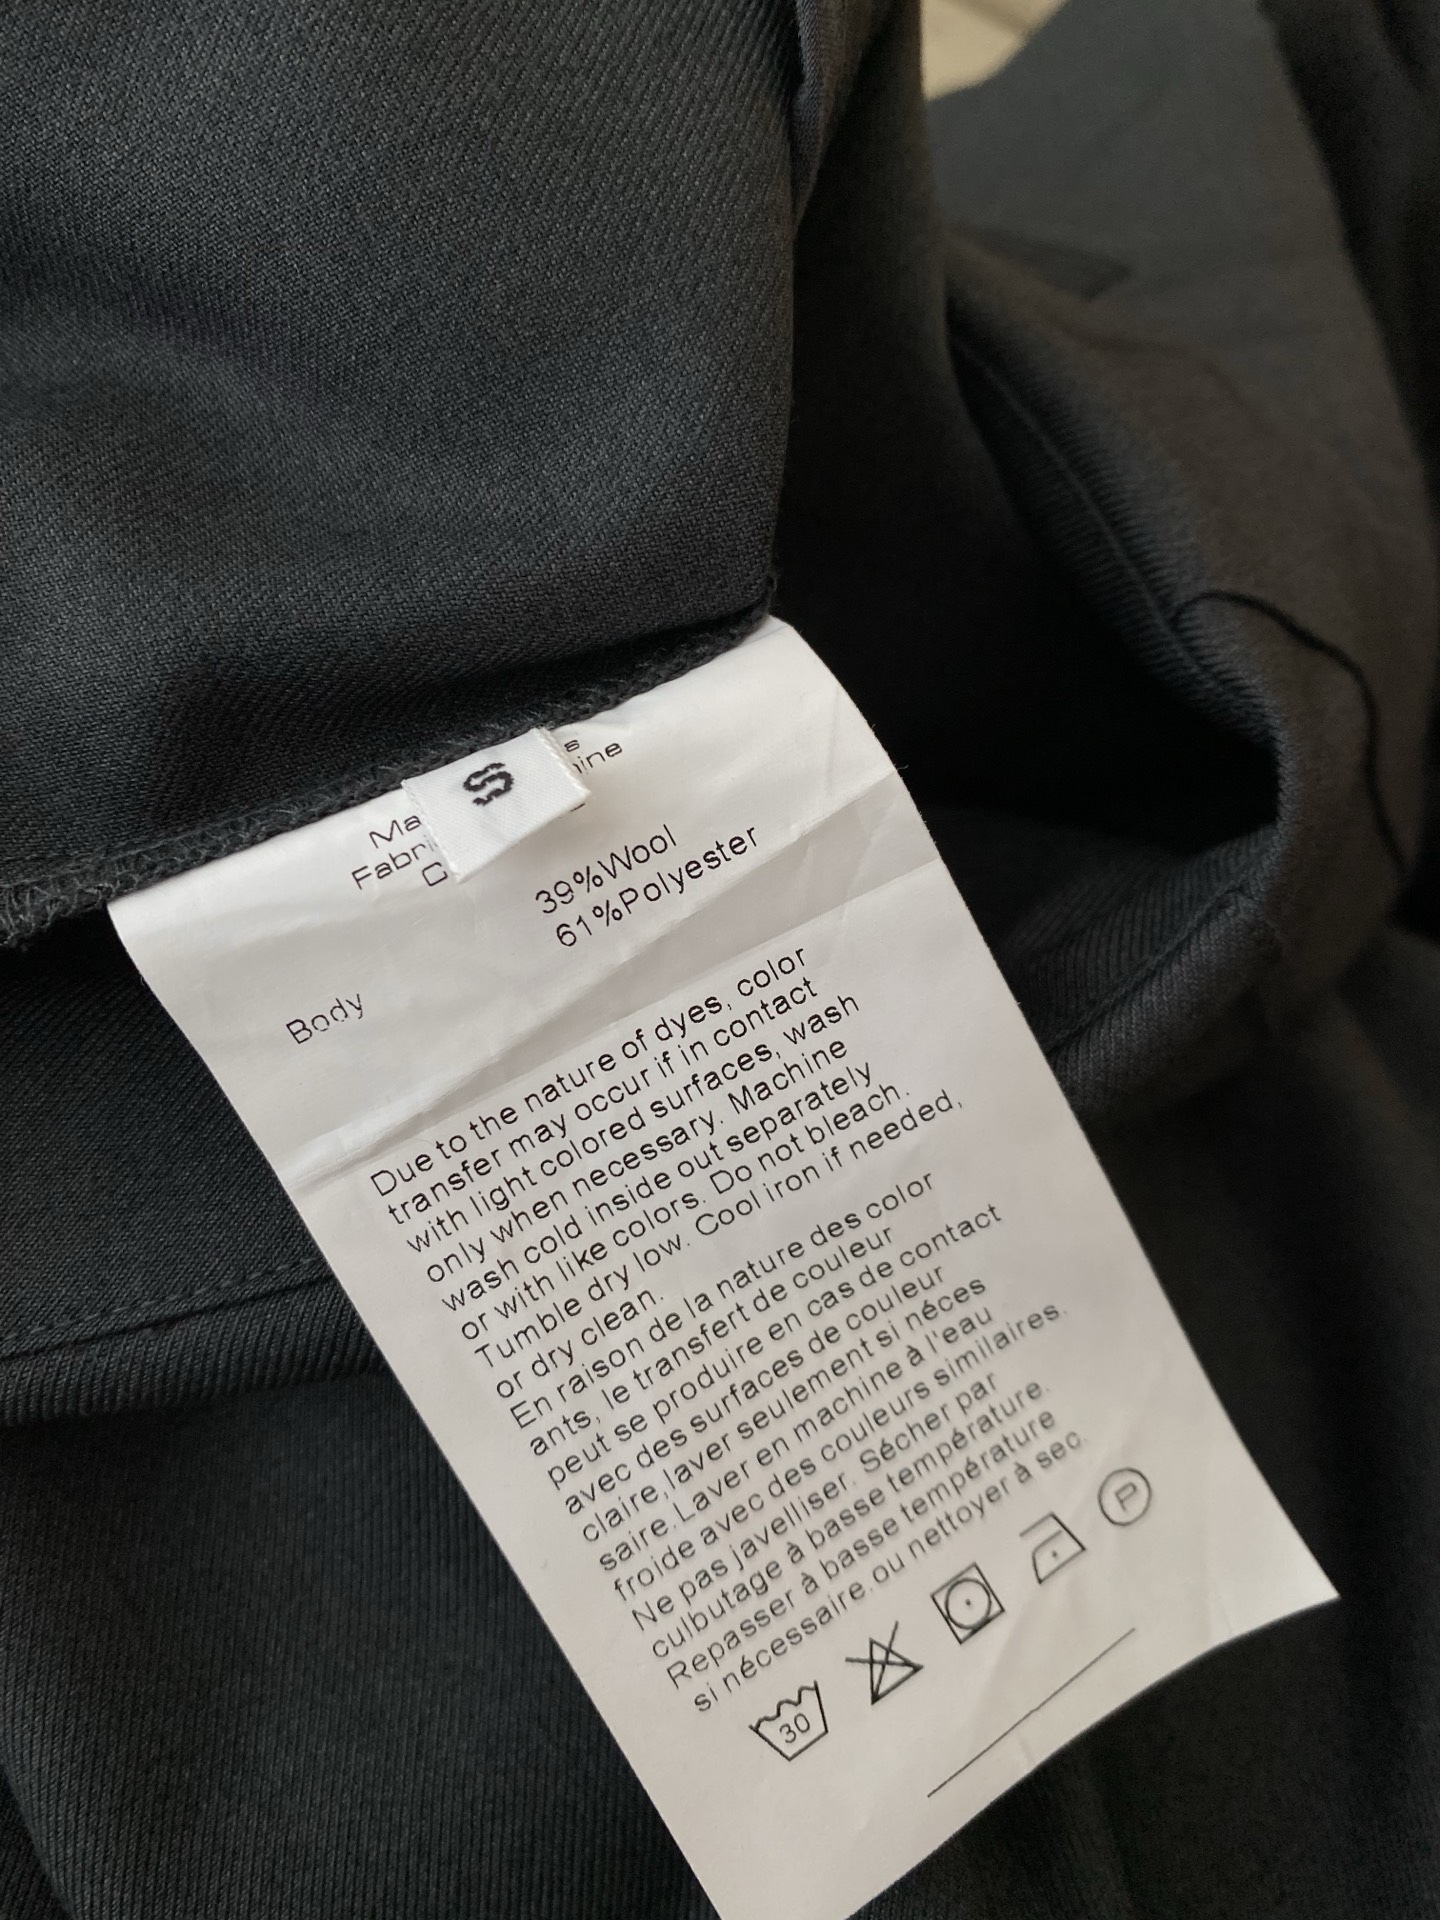 S
39%Wool
61%Polyester
Body
Due to the nature of dyes, color
transfer may occur if in contact
with light colored surfaces, wash
only when necessary. Machine
wash cold inside out separately
or with like colors. Do not bleach.
Tumble dry low. Cool iron if needed,
or dry clean.
En raison de la nature des color
ants, le transfert de couleur
peut se produire en cas de contact
avec des surfaces de couleur
claire, laver seulement si néces
saire. Laver en machine à l'eau
froide avec des couleurs similaires.
Ne pas javelliser. Sécher par
culbutage à basse température.
Repasser à basse température
si nécessaire. ou nettoyer à sec.
30
P